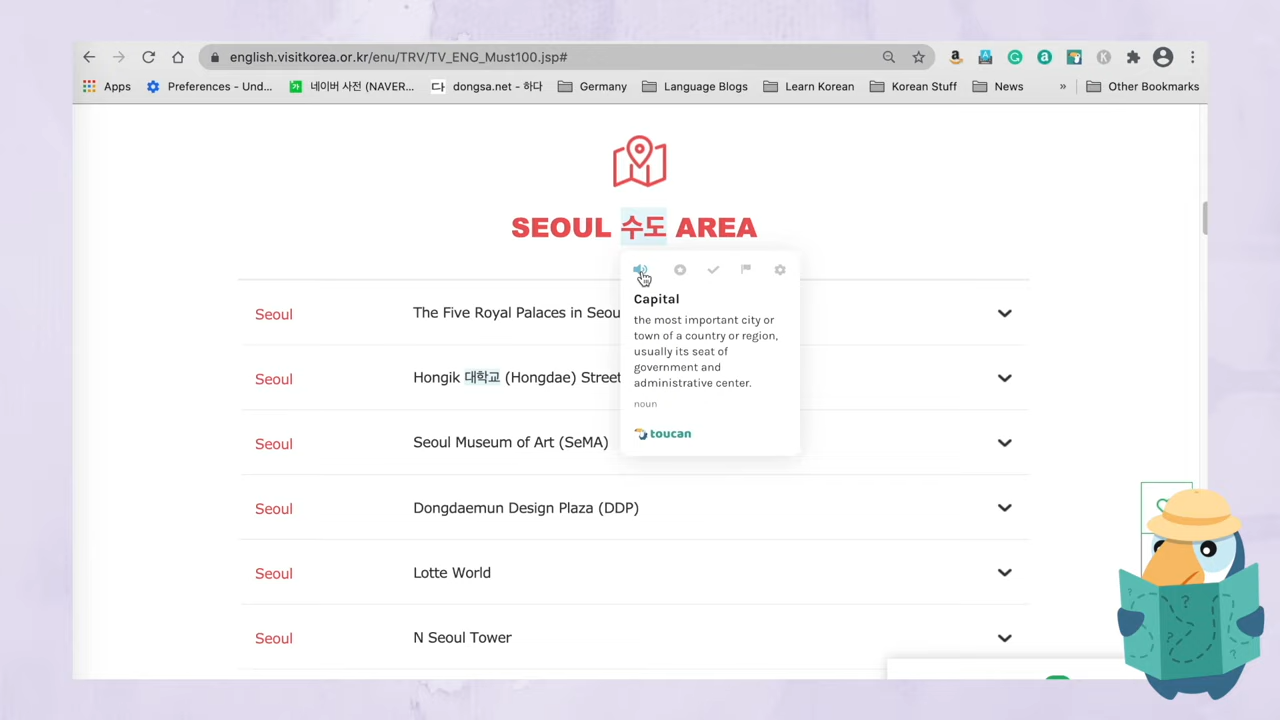 english.visitkorea.or.kr/enu/TRV/TV_ENG_Must100.jsp#
Apps Preferences - Und... 네이버 사전 (NAVER... 다 dongsa.net - 하다 Germany Language Blogs Learn Korean Korean Stuff News » Other Bookmarks
SEOUL 수도 AREA
Capital
the most important city or
town of a country or region,
usually its seat of
government and
administrative center.
noun
toucan
Seoul The Five Royal Palaces in Seou
Seoul Hongik 대학교 (Hongdae) Street
Seoul Seoul Museum of Art (SeMA)
Seoul Dongdaemun Design Plaza (DDP)
Seoul Lotte World
Seoul N Seoul Tower